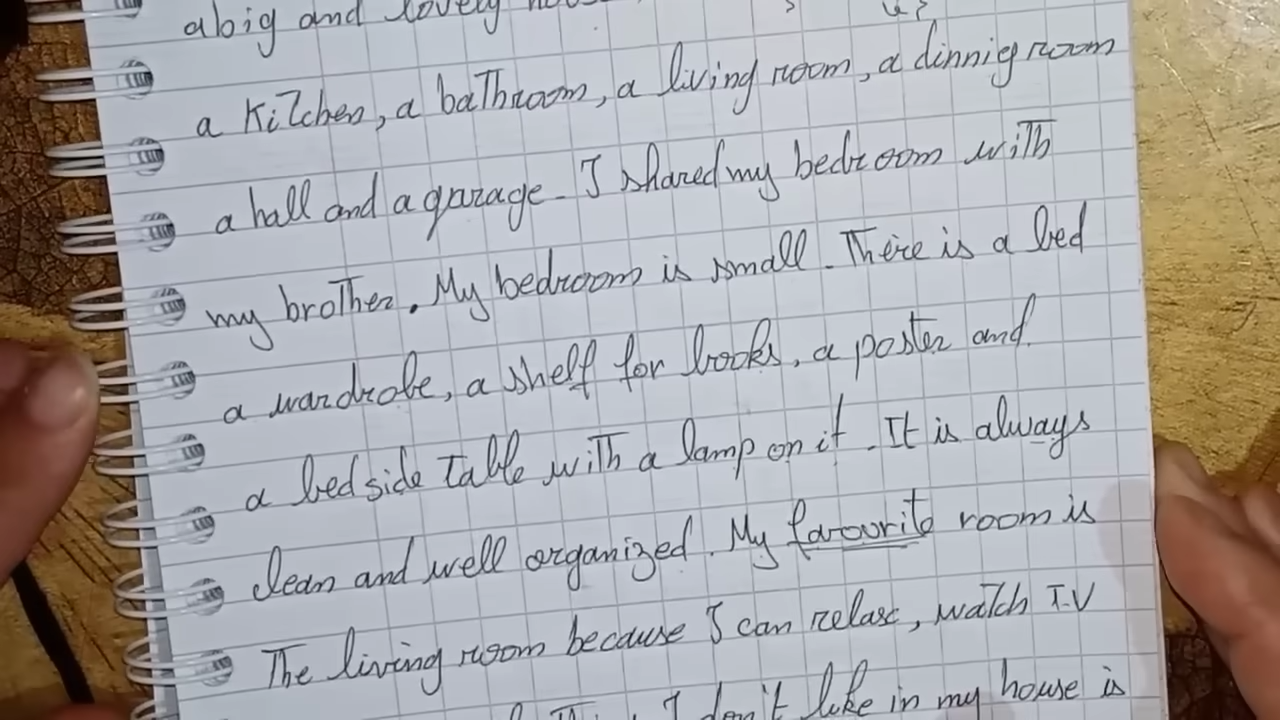 a big and lovely
a Kitchen, a bathroom, a living room, a dinnig room
a hall and a garage. I shared my bedroom with
my brother. My bedroom is small. There is a bed
a wardrobe, a shelf for books, a poster and
a bedside table with a lamp on it. It is always
clean and well organized. My favourite room is
The living room because I can relax, watch T.V
I don't like in my house is